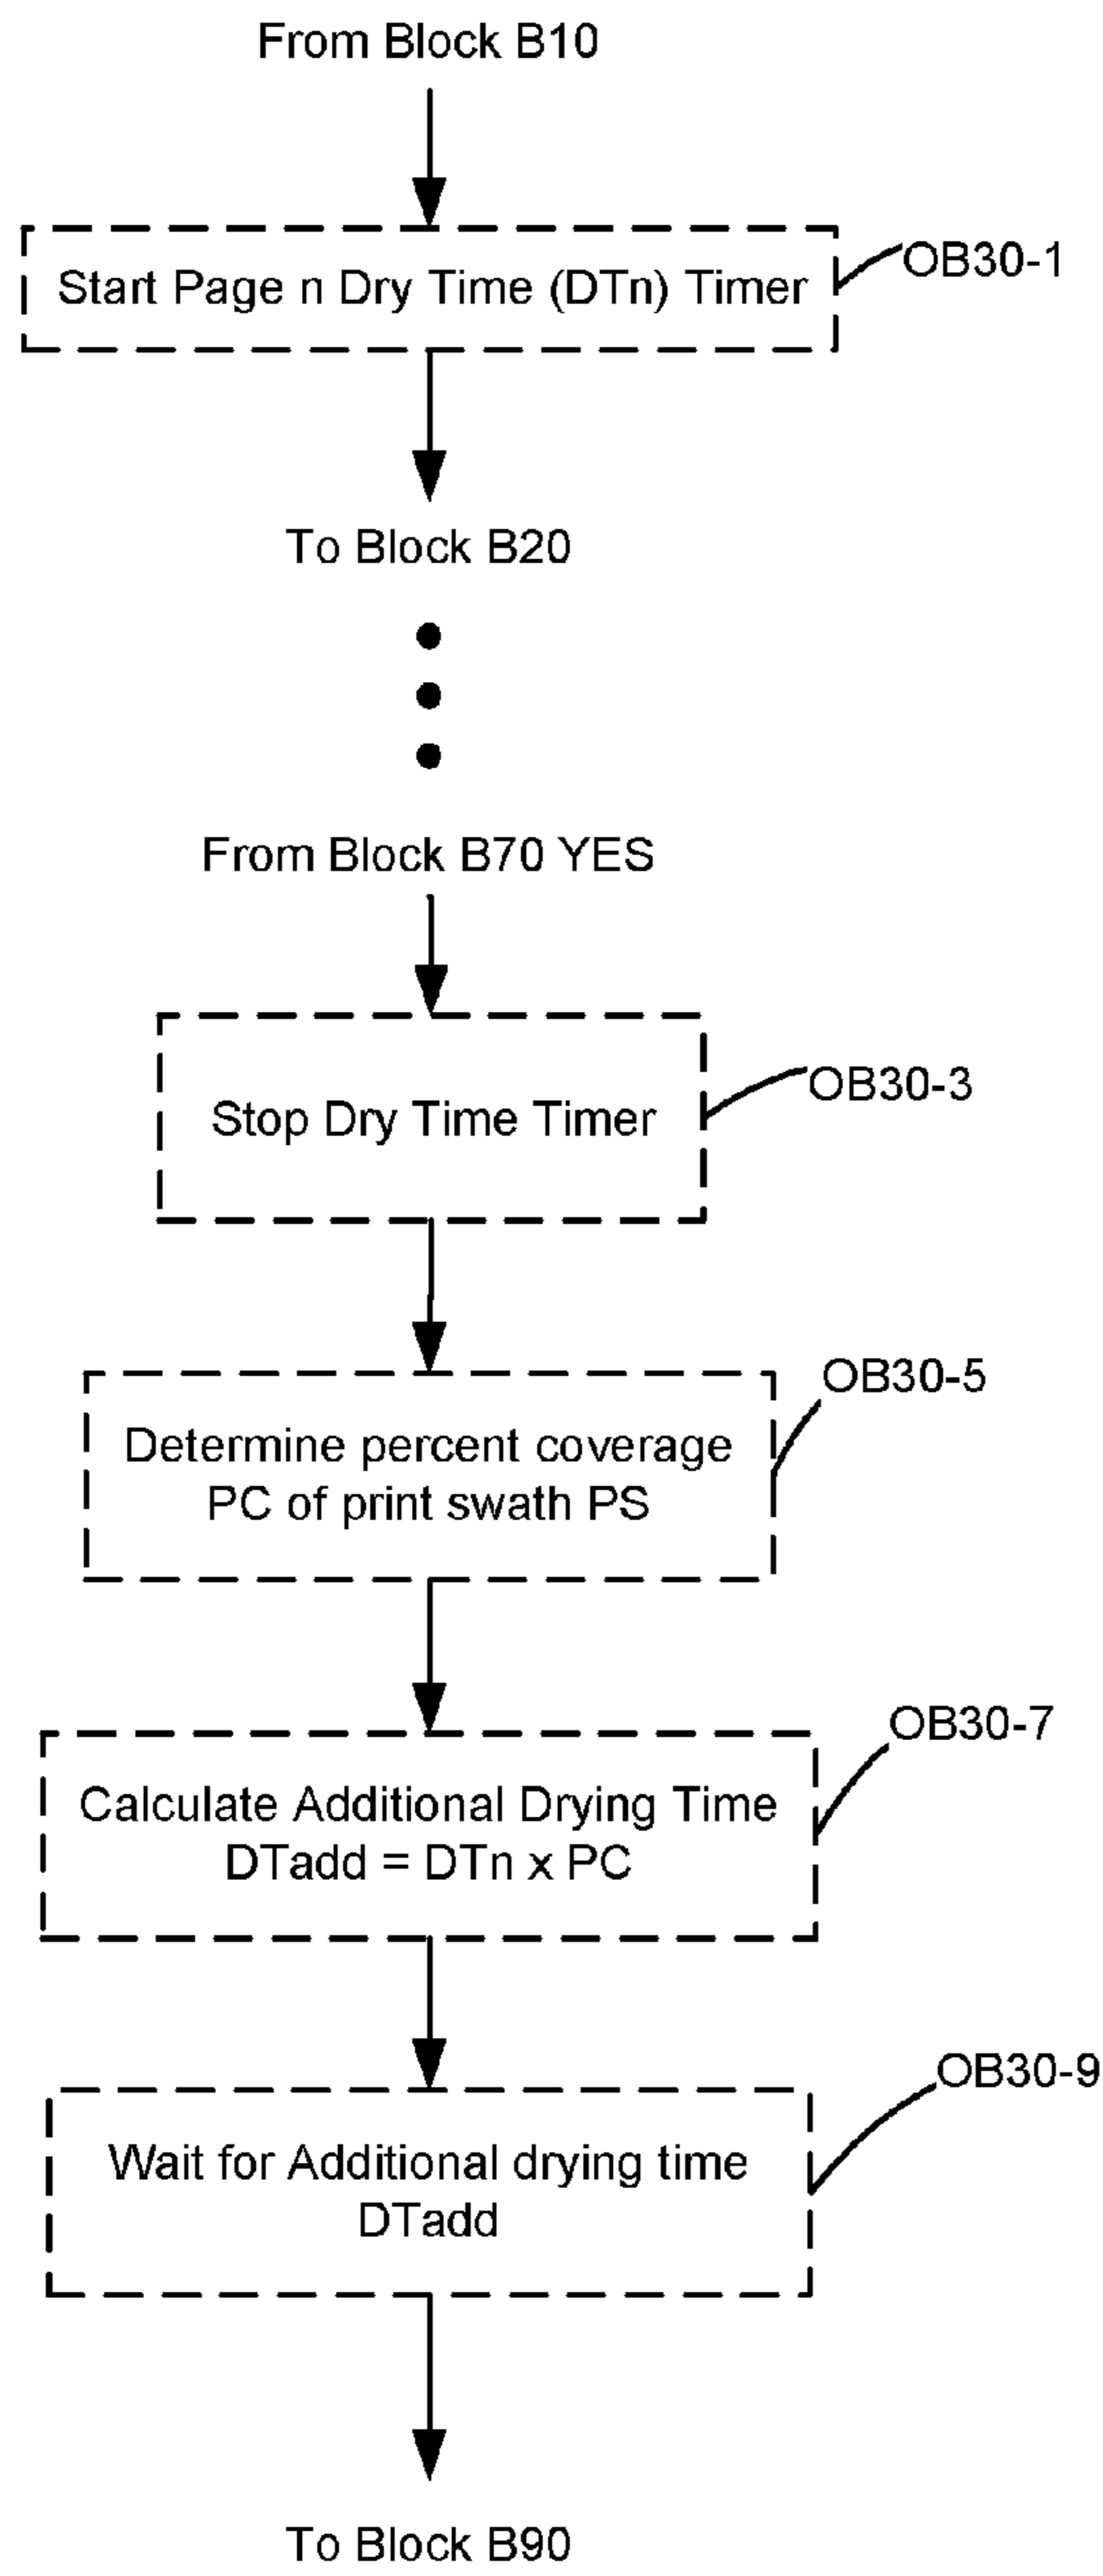 From Block B10
Start Page n Dry Time (DTn) Timer
OB30-1
To Block B20
From Block B70 YES
Stop Dry Time Timer
OB30-3
Determine percent coverage
PC of print swath PS
OB30-5
Calculate Additional Drying Time
DTadd = DTn x PC
OB30-7
Wait for Additional drying time
DTadd
OB30-9
To Block B90